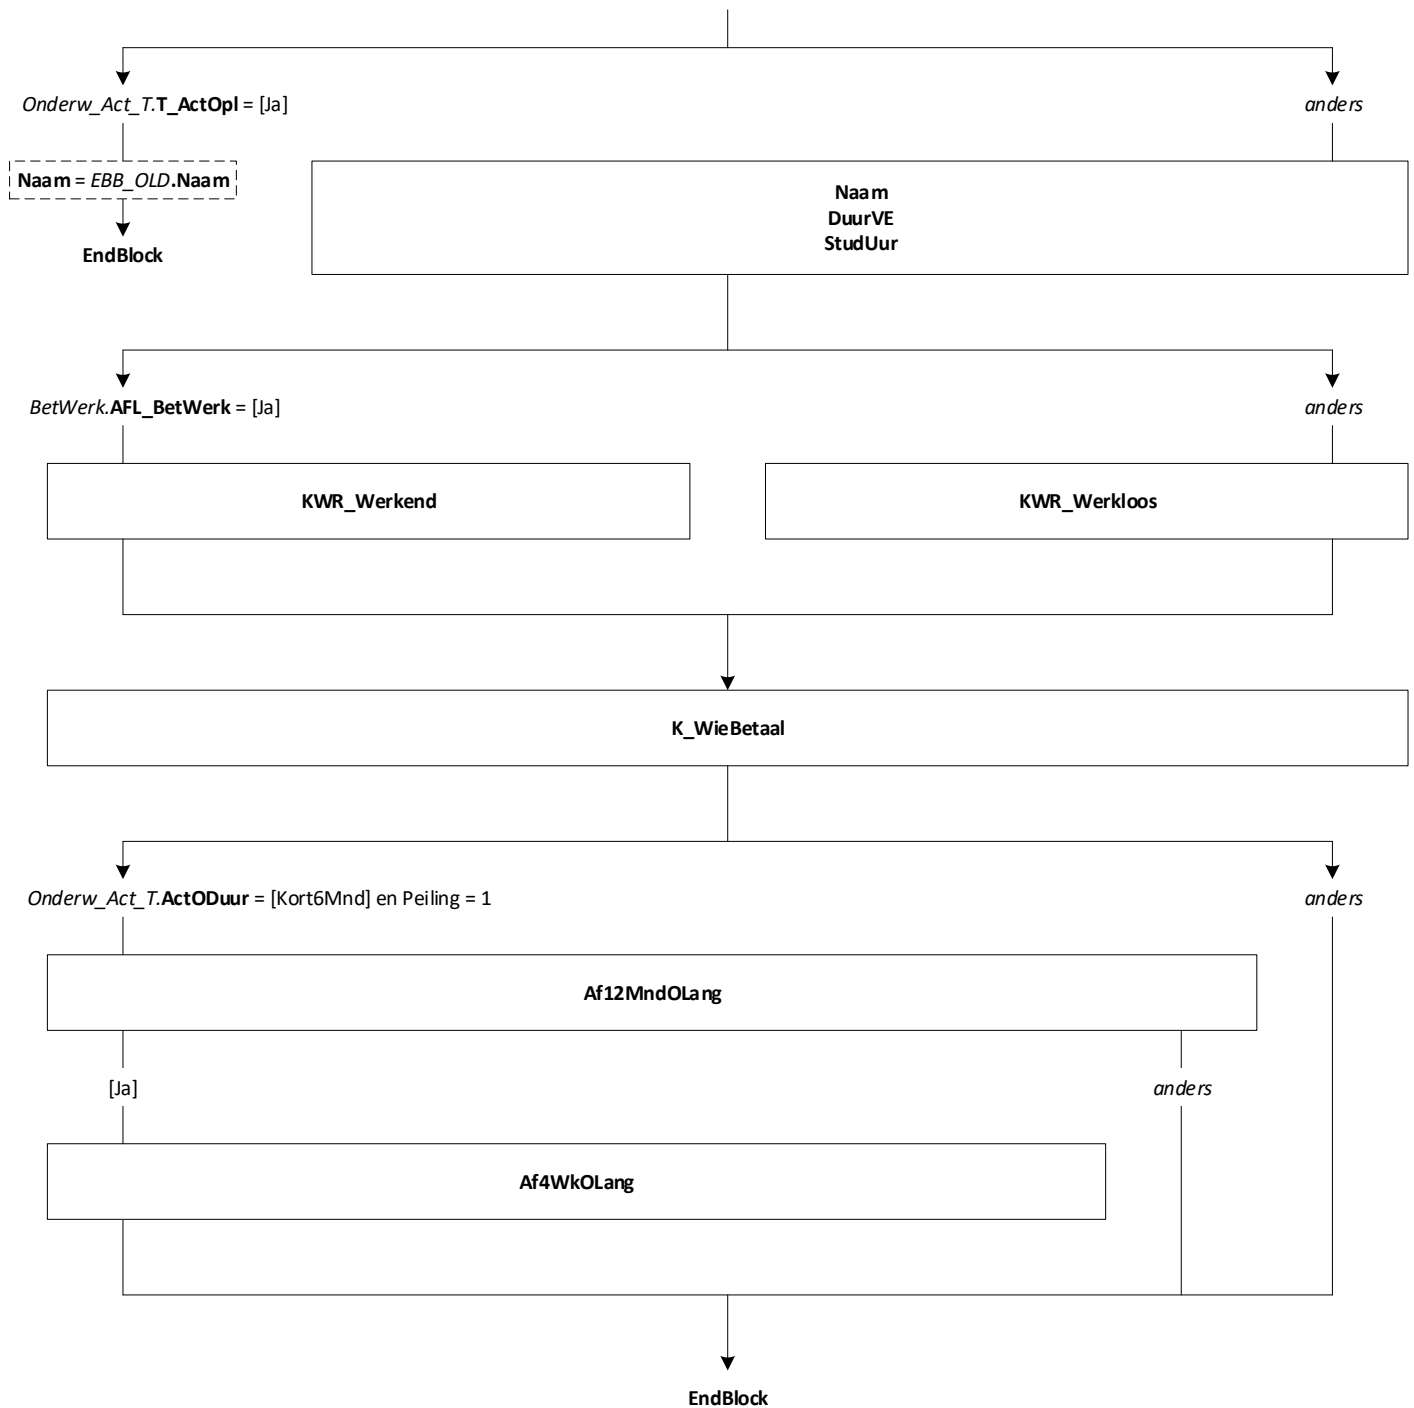 Onderw_Act_T.T_ActOpl = [Ja]
anders
Naam = EBB_OLD.Naam
EndBlock
Naam
DuurVE
StudUur
BetWerk.AFL_BetWerk = [Ja]
anders
KWR_Werkend
KWR_Werkloos
K_WieBetaal
Onderw_Act_T.ActODuur = [Kort6Mnd] en Peiling = 1
anders
Af12MndOLang
[Ja]
anders
Af4WkOLang
EndBlock